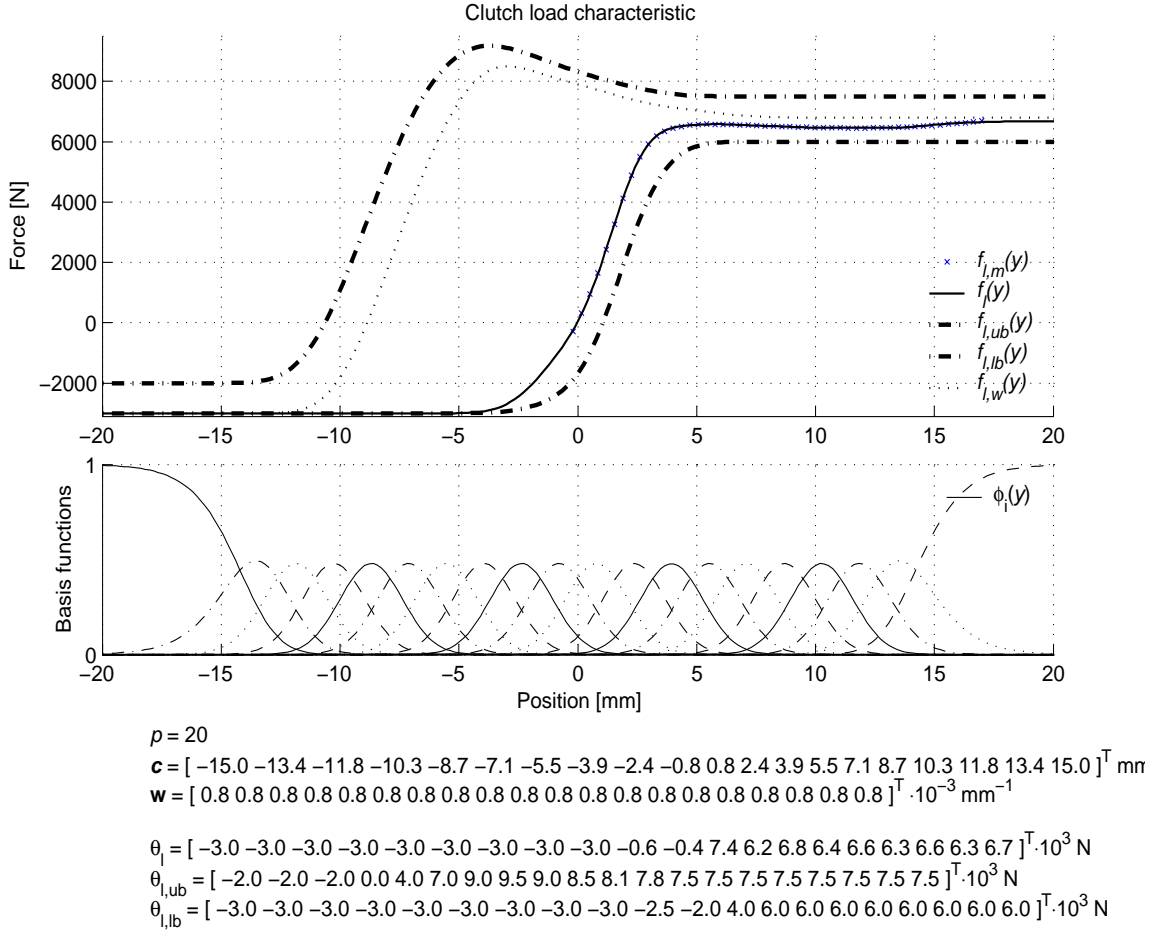 Clutch load characteristic
8000
6000
4000
2000
0
−2000
Force [N]
f_{l,m}(y)
f_l(y)
f_{l,ub}(y)
f_{l,lb}(y)
f_{l,w}(y)
−20 −15 −10 −5 0 5 10 15 20
1
0
Basis functions
ϕ_i(y)
−20 −15 −10 −5 0 5 10 15 20
Position [mm]
p = 20
c = [ −15.0 −13.4 −11.8 −10.3 −8.7 −7.1 −5.5 −3.9 −2.4 −0.8 0.8 2.4 3.9 5.5 7.1 8.7 10.3 11.8 13.4 15.0 ]^T mm
w = [ 0.8 0.8 0.8 0.8 0.8 0.8 0.8 0.8 0.8 0.8 0.8 0.8 0.8 0.8 0.8 0.8 0.8 0.8 0.8 0.8 ]^T ·10^{−3} mm^{−1}
θ_l = [ −3.0 −3.0 −3.0 −3.0 −3.0 −3.0 −3.0 −3.0 −3.0 −0.6 −0.4 7.4 6.2 6.8 6.4 6.6 6.3 6.6 6.3 6.7 ]^T·10^3 N
θ_{l,ub} = [ −2.0 −2.0 −2.0 0.0 4.0 7.0 9.0 9.5 9.0 8.5 8.1 7.8 7.5 7.5 7.5 7.5 7.5 7.5 7.5 7.5 ]^T·10^3 N
θ_{l,lb} = [ −3.0 −3.0 −3.0 −3.0 −3.0 −3.0 −3.0 −3.0 −3.0 −2.5 −2.0 4.0 6.0 6.0 6.0 6.0 6.0 6.0 6.0 6.0 ]^T·10^3 N